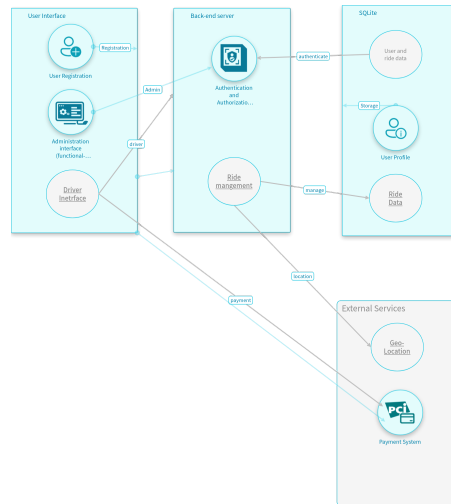 User Interface
Back-end server
SQLite
Registration
User Registration
Admin
Administration
interface
(functional-...
driver
Driver
Inetrface
Authentication
and
Authorizatio...
authenticate
User and
ride data
Storage
User Profile
Ride
mangement
manage
Ride
Data
location
payment
External Services
Geo-
Location
PCi
Payment System